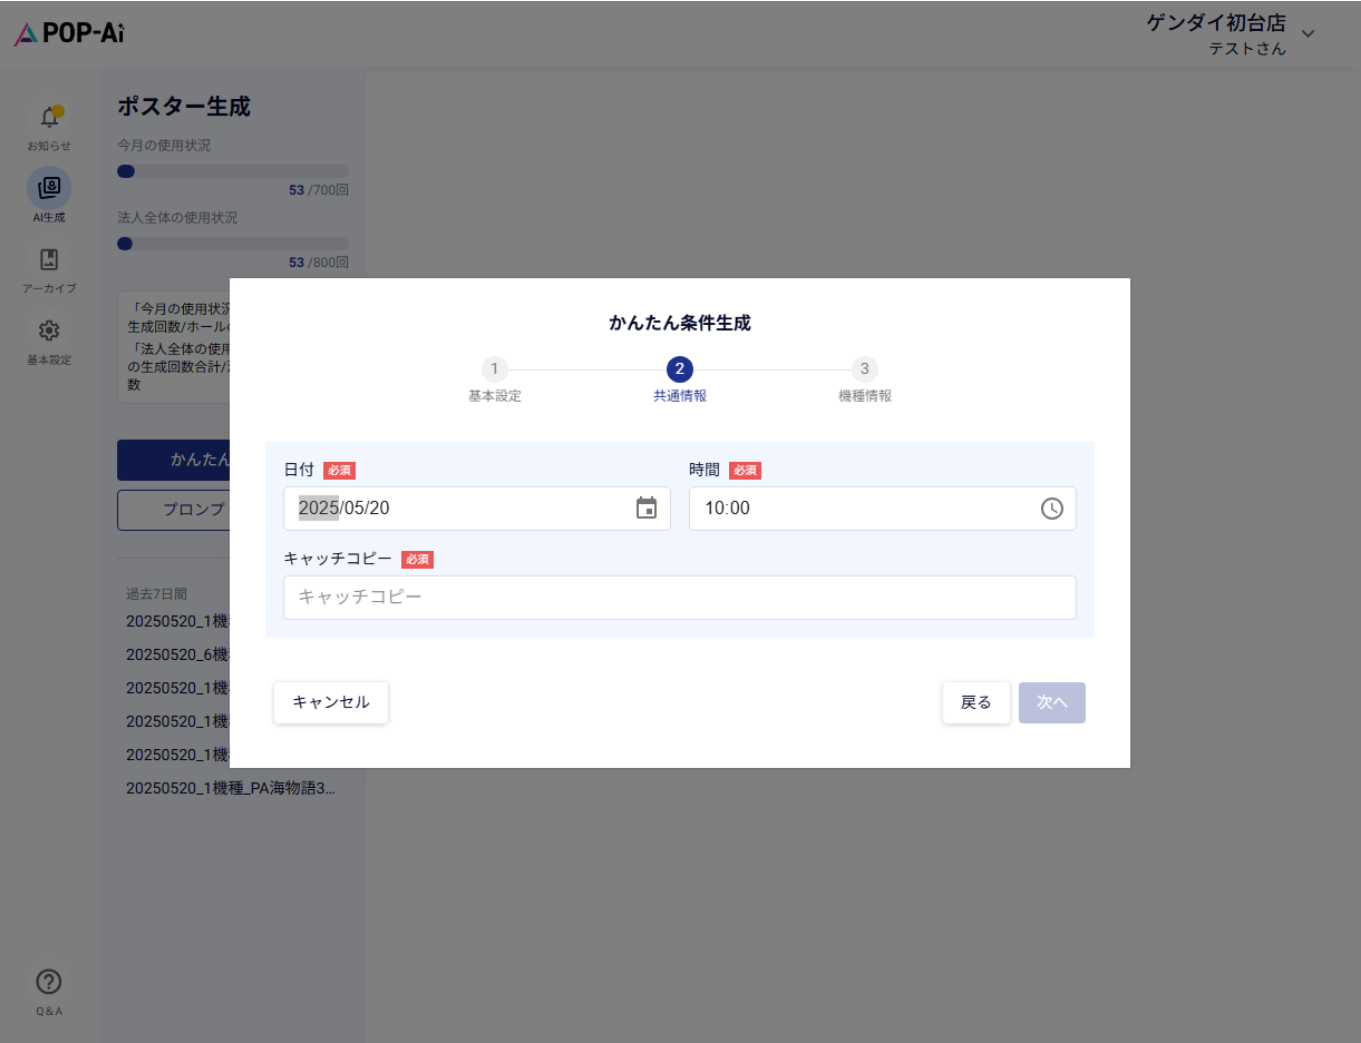 POP-Ai
ゲンダイ初台店
テストさん
お知らせ
AI生成
アーカイブ
基本設定
Q&A
ポスター生成
今月の使用状況
53 /700回
法人全体の使用状況
53 /800回
「今月の使用状況
生成回数/ホールの
「法人全体の使用
の生成回数合計/
数
かんたん
プロンプ
過去7日間
20250520_1機
20250520_6機
20250520_1機
20250520_1機
20250520_1機
20250520_1機種_PA海物語3...
かんたん条件生成
1
2
3
基本設定
共通情報
機種情報
日付 必須
時間 必須
2025/05/20
10:00
キャッチコピー 必須
キャッチコピー
キャンセル
戻る
次へ